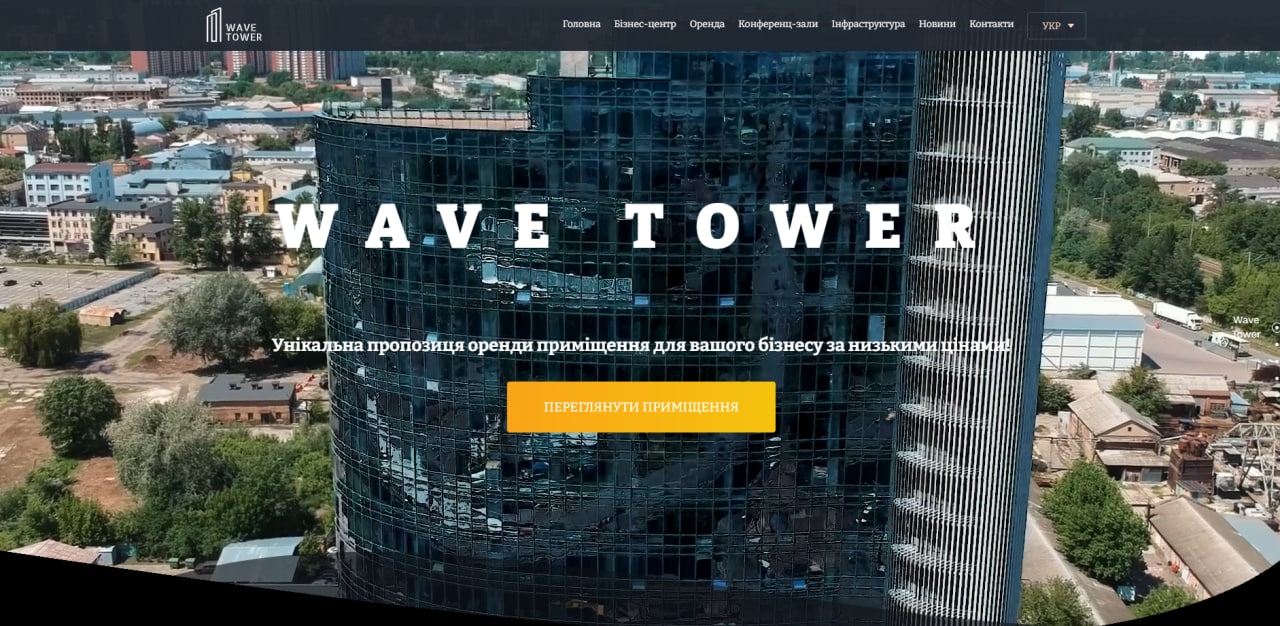 WAVE
TOWER
Головна Бізнес-центр Оренда Конференц-зали Інфраструктура Новини Контакти УКР
WAVE TOWER
Унікальна пропозиця оренди приміщення для вашого бізнесу за низькими цінами!
Wave
Tower
ПЕРЕГЛЯНУТИ ПРИМІЩЕННЯ